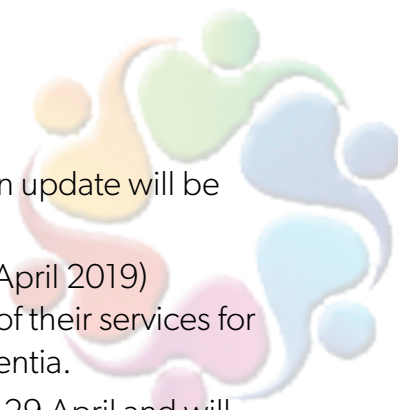 n update will be
April 2019)
of their services for
entia.
29 April and will